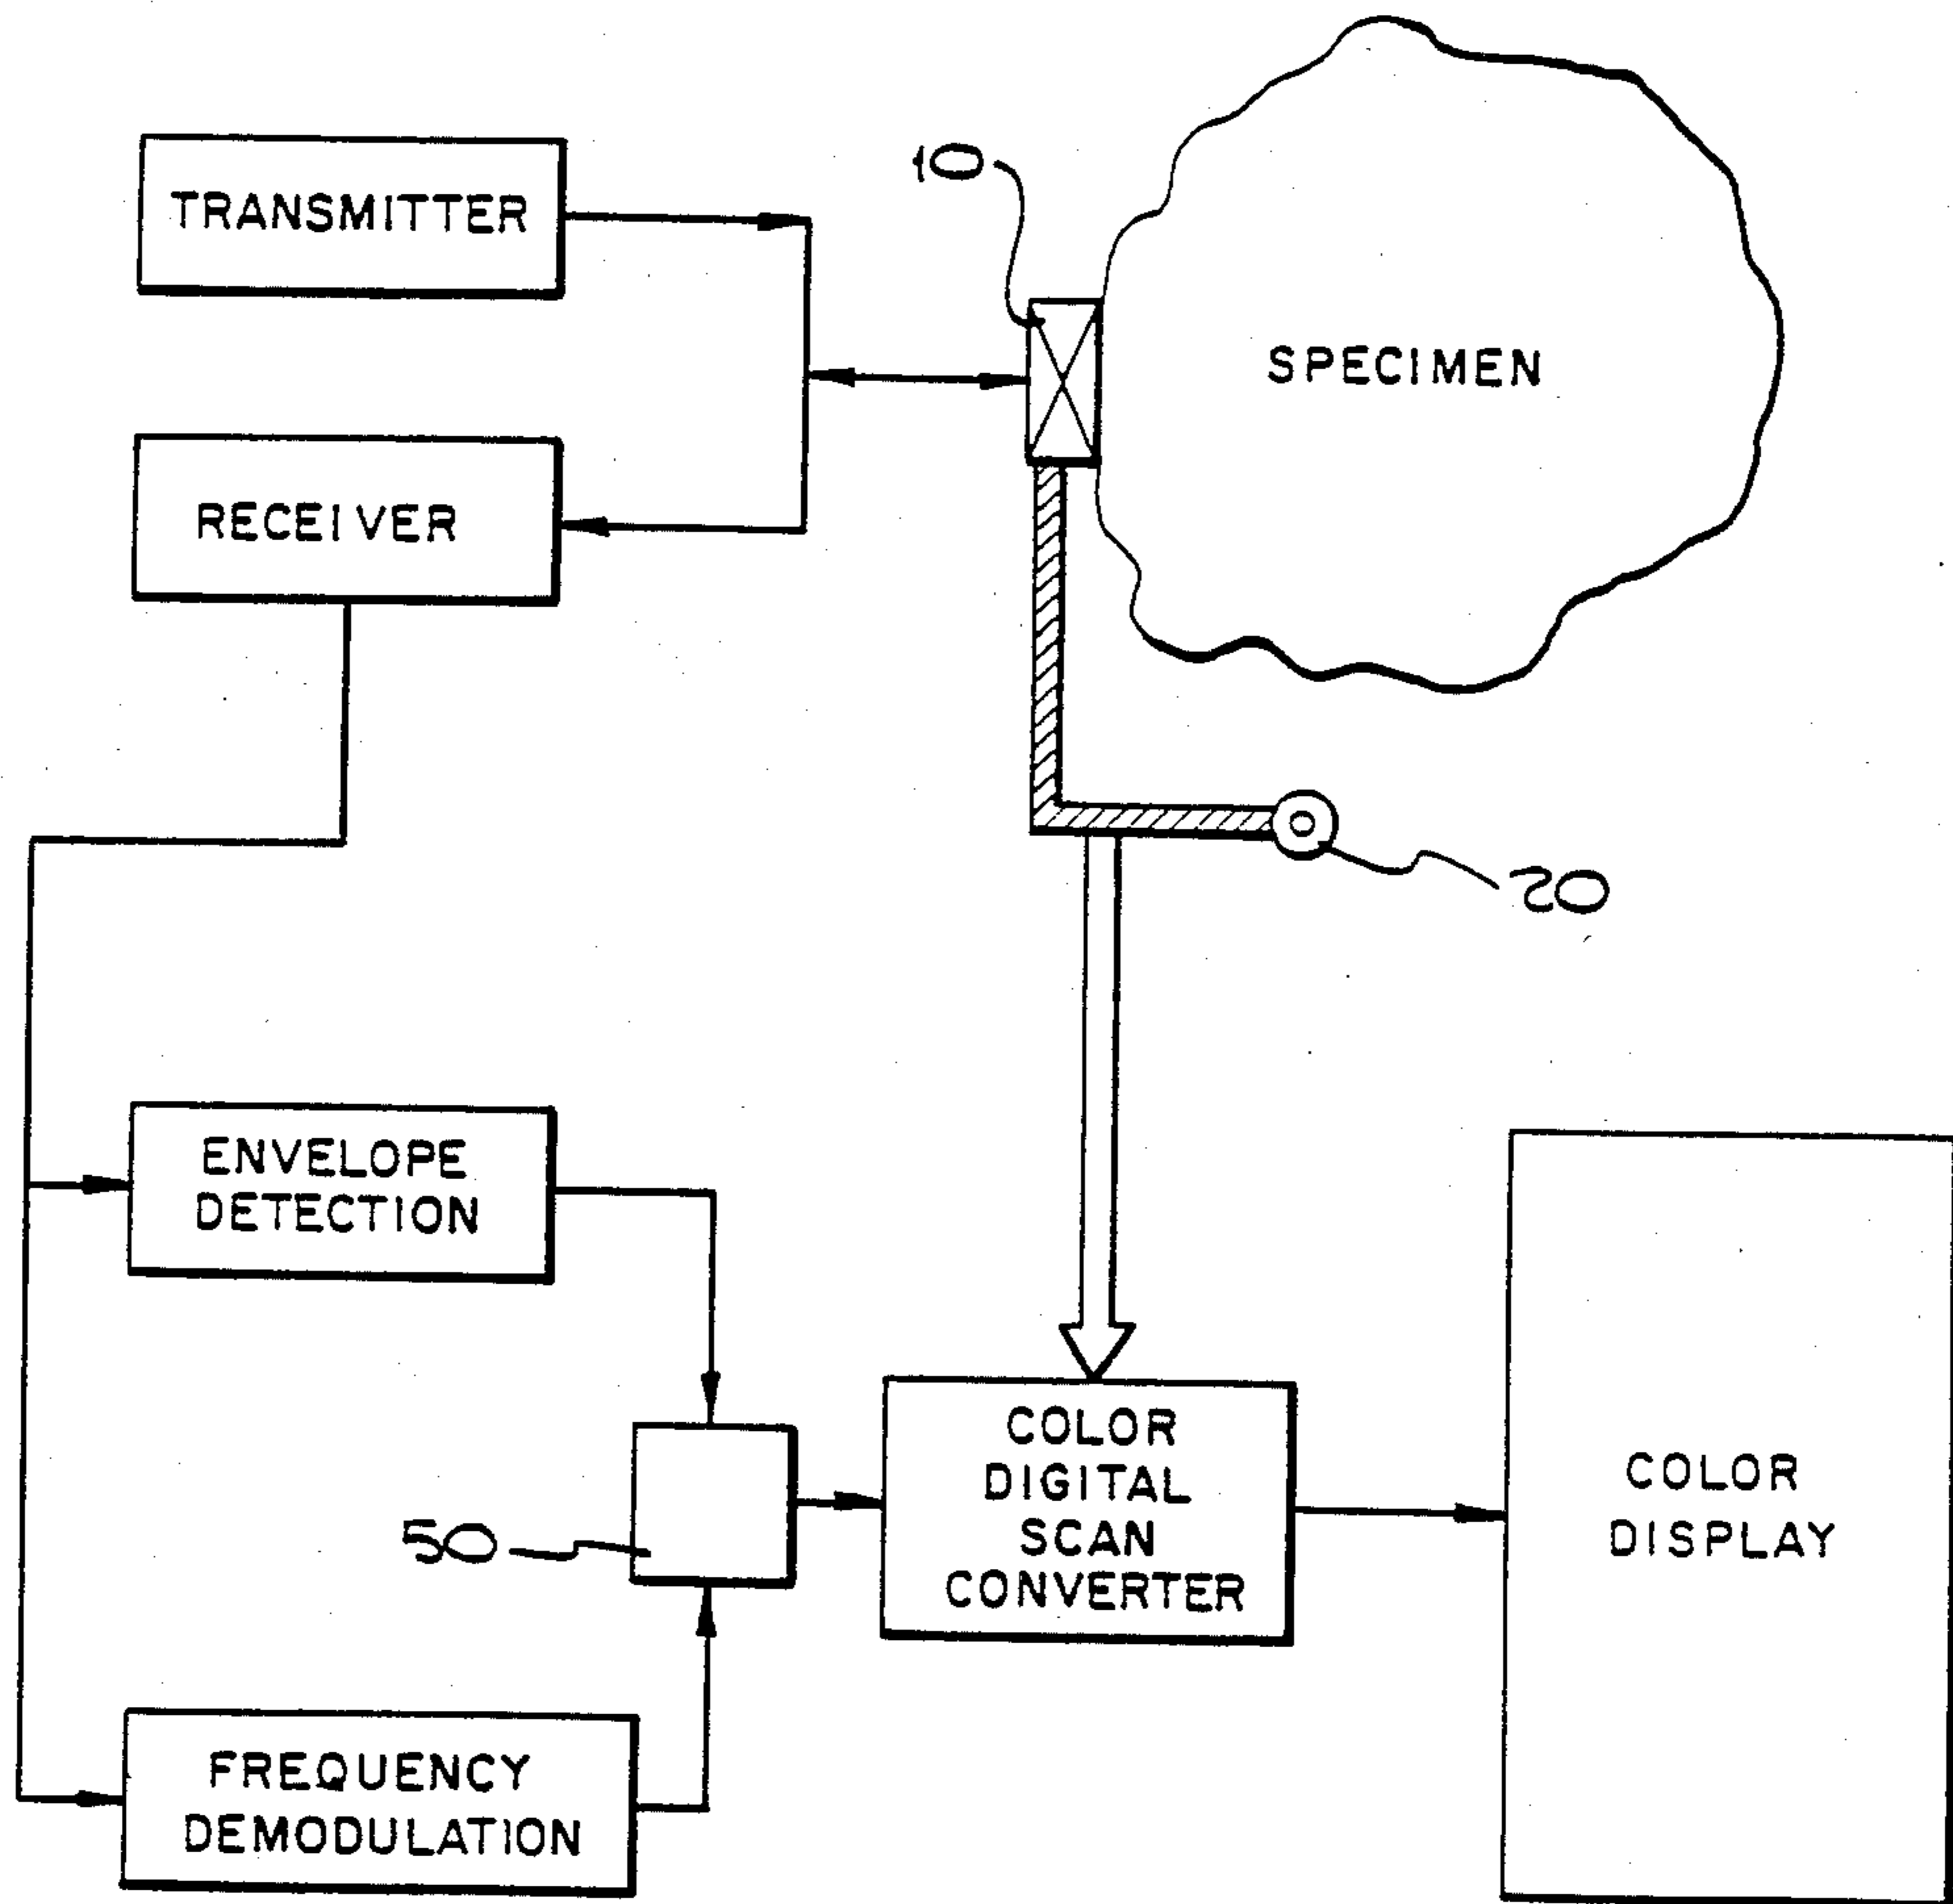 TRANSMITTER
10
SPECIMEN
RECEIVER
20
ENVELOPE
DETECTION
COLOR
DIGITAL
SCAN
CONVERTER
COLOR
DISPLAY
50
FREQUENCY
DEMODULATION